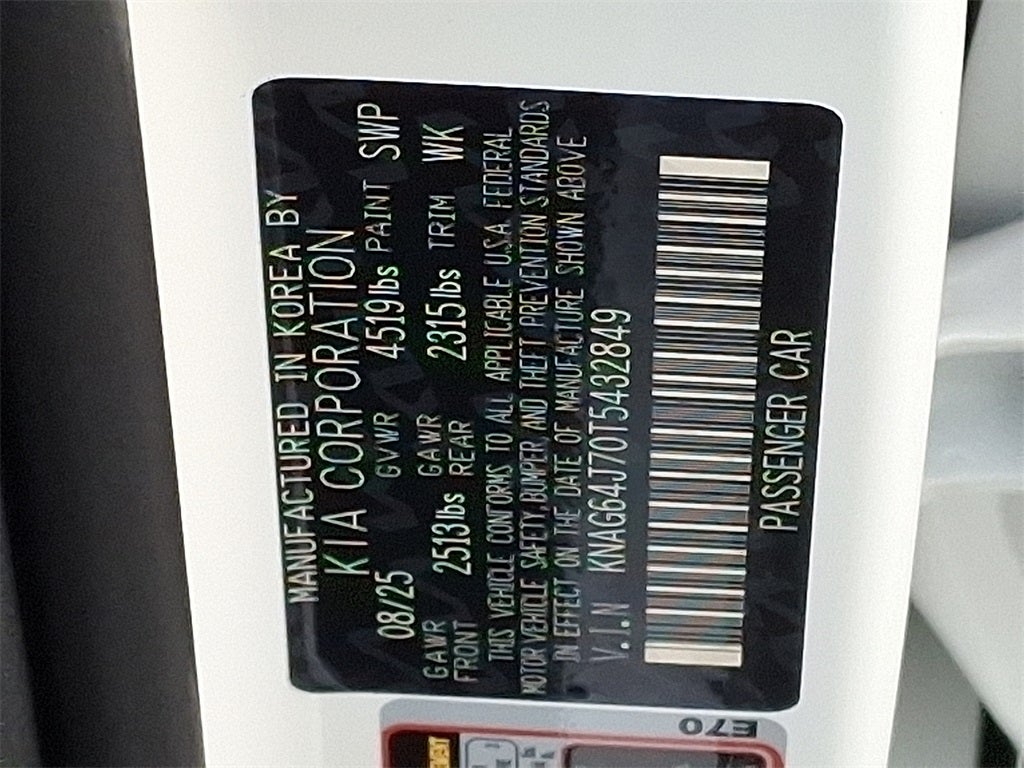 MANUFACTURED IN KOREA BY
KIA CORPORATION
08/25 GVWR 4519lbs PAINT SWP
GAWR FRONT 2513lbs GAWR REAR 2315lbs TRIM WK
THIS VEHICLE CONFORMS TO ALL APPLICABLE U.S.A. FEDERAL
MOTOR VEHICLE SAFETY, BUMPER, AND THEFT PREVENTION STANDARDS
IN EFFECT ON THE DATE OF MANUFACTURE SHOWN ABOVE
V.I.N KNAG64J70T5432849
PASSENGER CAR
E70